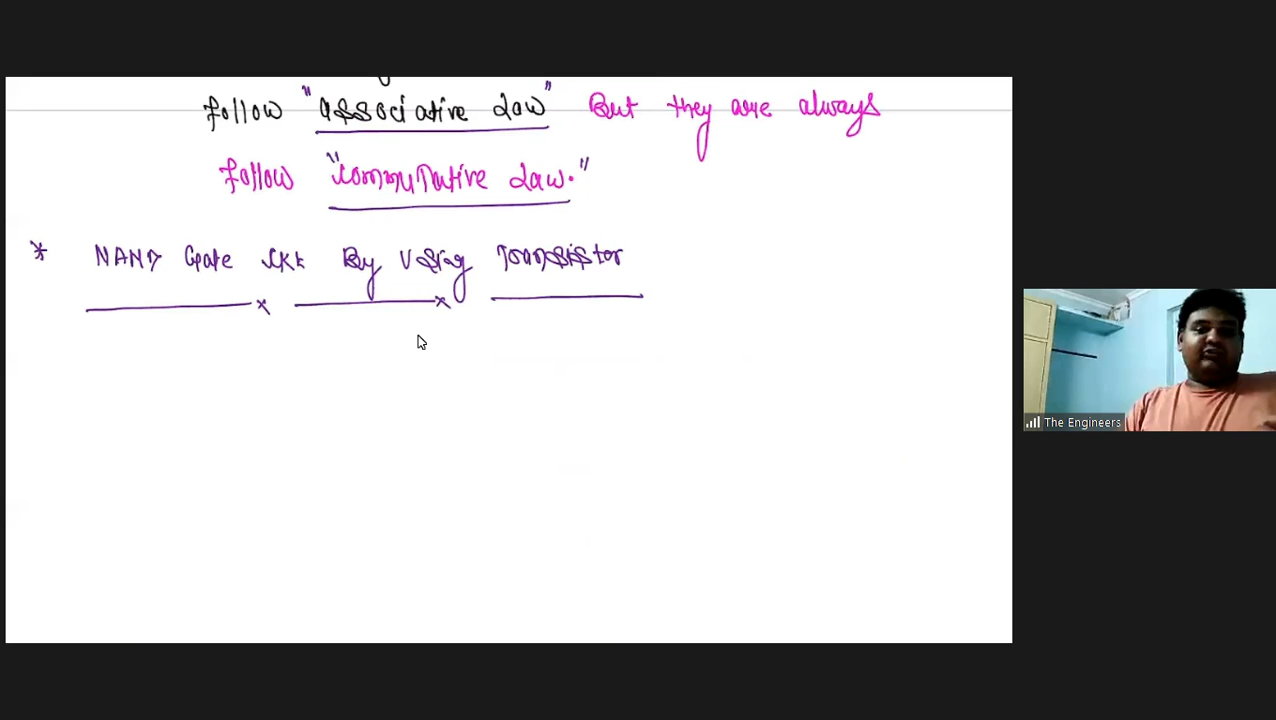 follow "associative Law" But they are always
follow "commutative Law."
* NAND Gate CKt By Using Transistor
The Engineers